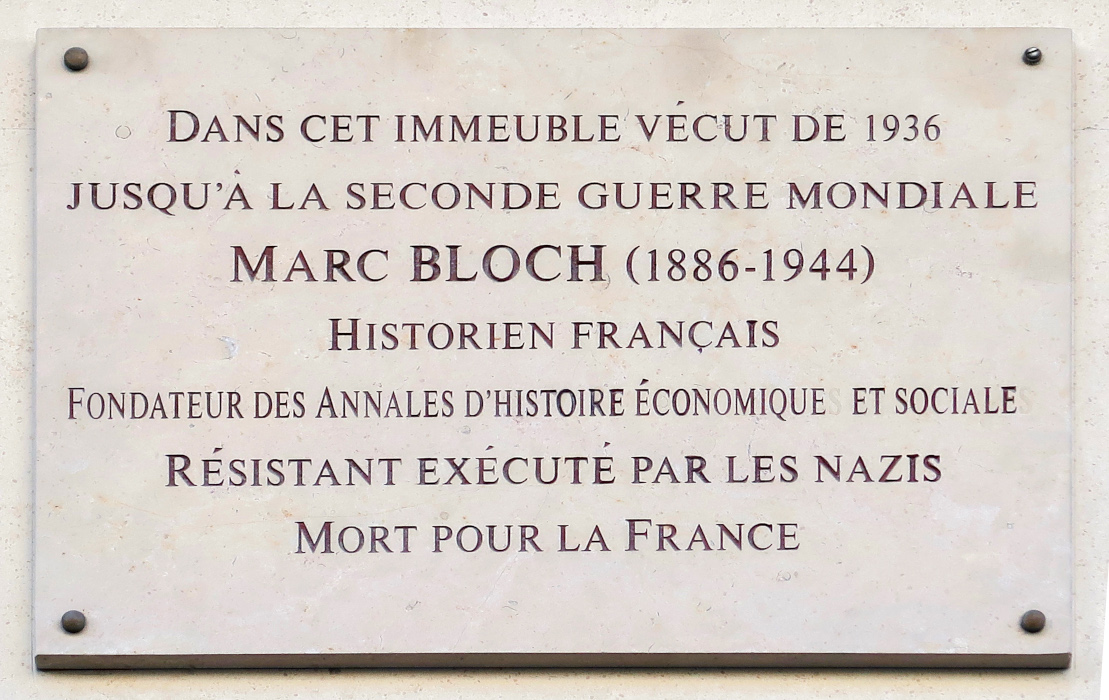 DANS CET IMMEUBLE VÉCUT DE 1936
JUSQU'À LA SECONDE GUERRE MONDIALE
MARC BLOCH (1886-1944)
HISTORIEN FRANÇAIS
FONDATEUR DES ANNALES D'HISTOIRE ÉCONOMIQUE ET SOCIALE
RÉSISTANT EXÉCUTÉ PAR LES NAZIS
MORT POUR LA FRANCE